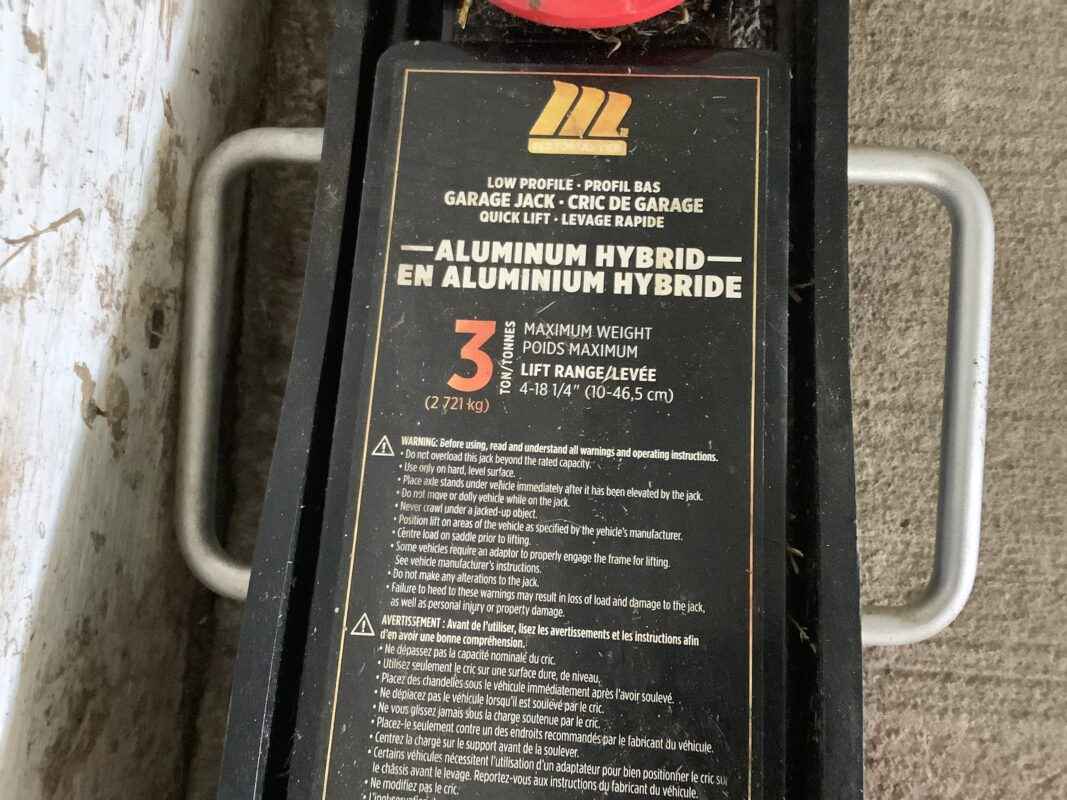 LOW PROFILE · PROFIL BAS
GARAGE JACK · CRIC DE GARAGE
QUICK LIFT · LEVAGE RAPIDE
ALUMINUM HYBRID
EN ALUMINIUM HYBRIDE
3
TON/TONNES
(2 721 kg)
MAXIMUM WEIGHT
POIDS MAXIMUM
LIFT RANGE/LEVÉE
4-18 1/4" (10-46,5 cm)
WARNING: Before using, read and understand all warnings and operating instructions.
• Do not overload this jack beyond the rated capacity.
• Use only on hard, level surface.
• Place axle stands under vehicle immediately after it has been elevated by the jack.
• Do not move or dolly vehicle while on the jack.
• Never crawl under a jacked-up object.
• Position lift on areas of the vehicle as specified by the vehicle's manufacturer.
• Centre load on saddle prior to lifting.
• Some vehicles require an adaptor to properly engage the frame for lifting.
See vehicle manufacturer's instructions.
• Do not make any alterations to the jack.
• Failure to heed to these warnings may result in loss of load and damage to the jack,
as well as personal injury or property damage.
AVERTISSEMENT : Avant de l'utiliser, lisez les avertissements et les instructions afin
d'en avoir une bonne compréhension.
• Ne dépassez pas la capacité nominale du cric.
• Utilisez seulement le cric sur une surface dure, de niveau.
• Placez des chandelles sous le véhicule immédiatement après l'avoir soulevé.
• Ne déplacez pas le véhicule lorsqu'il est soulevé par le cric.
• Ne vous glissez jamais sous la charge soutenue par le cric.
• Placez-le seulement contre un des endroits recommandés par le fabricant du véhicule.
• Centrez la charge sur le support avant de la soulever.
• Certains véhicules nécessitent l'utilisation d'un adaptateur pour bien positionner le cric su
le châssis avant le levage. Reportez-vous aux instructions du fabricant du véhicule.
• Ne modifiez pas le cric.